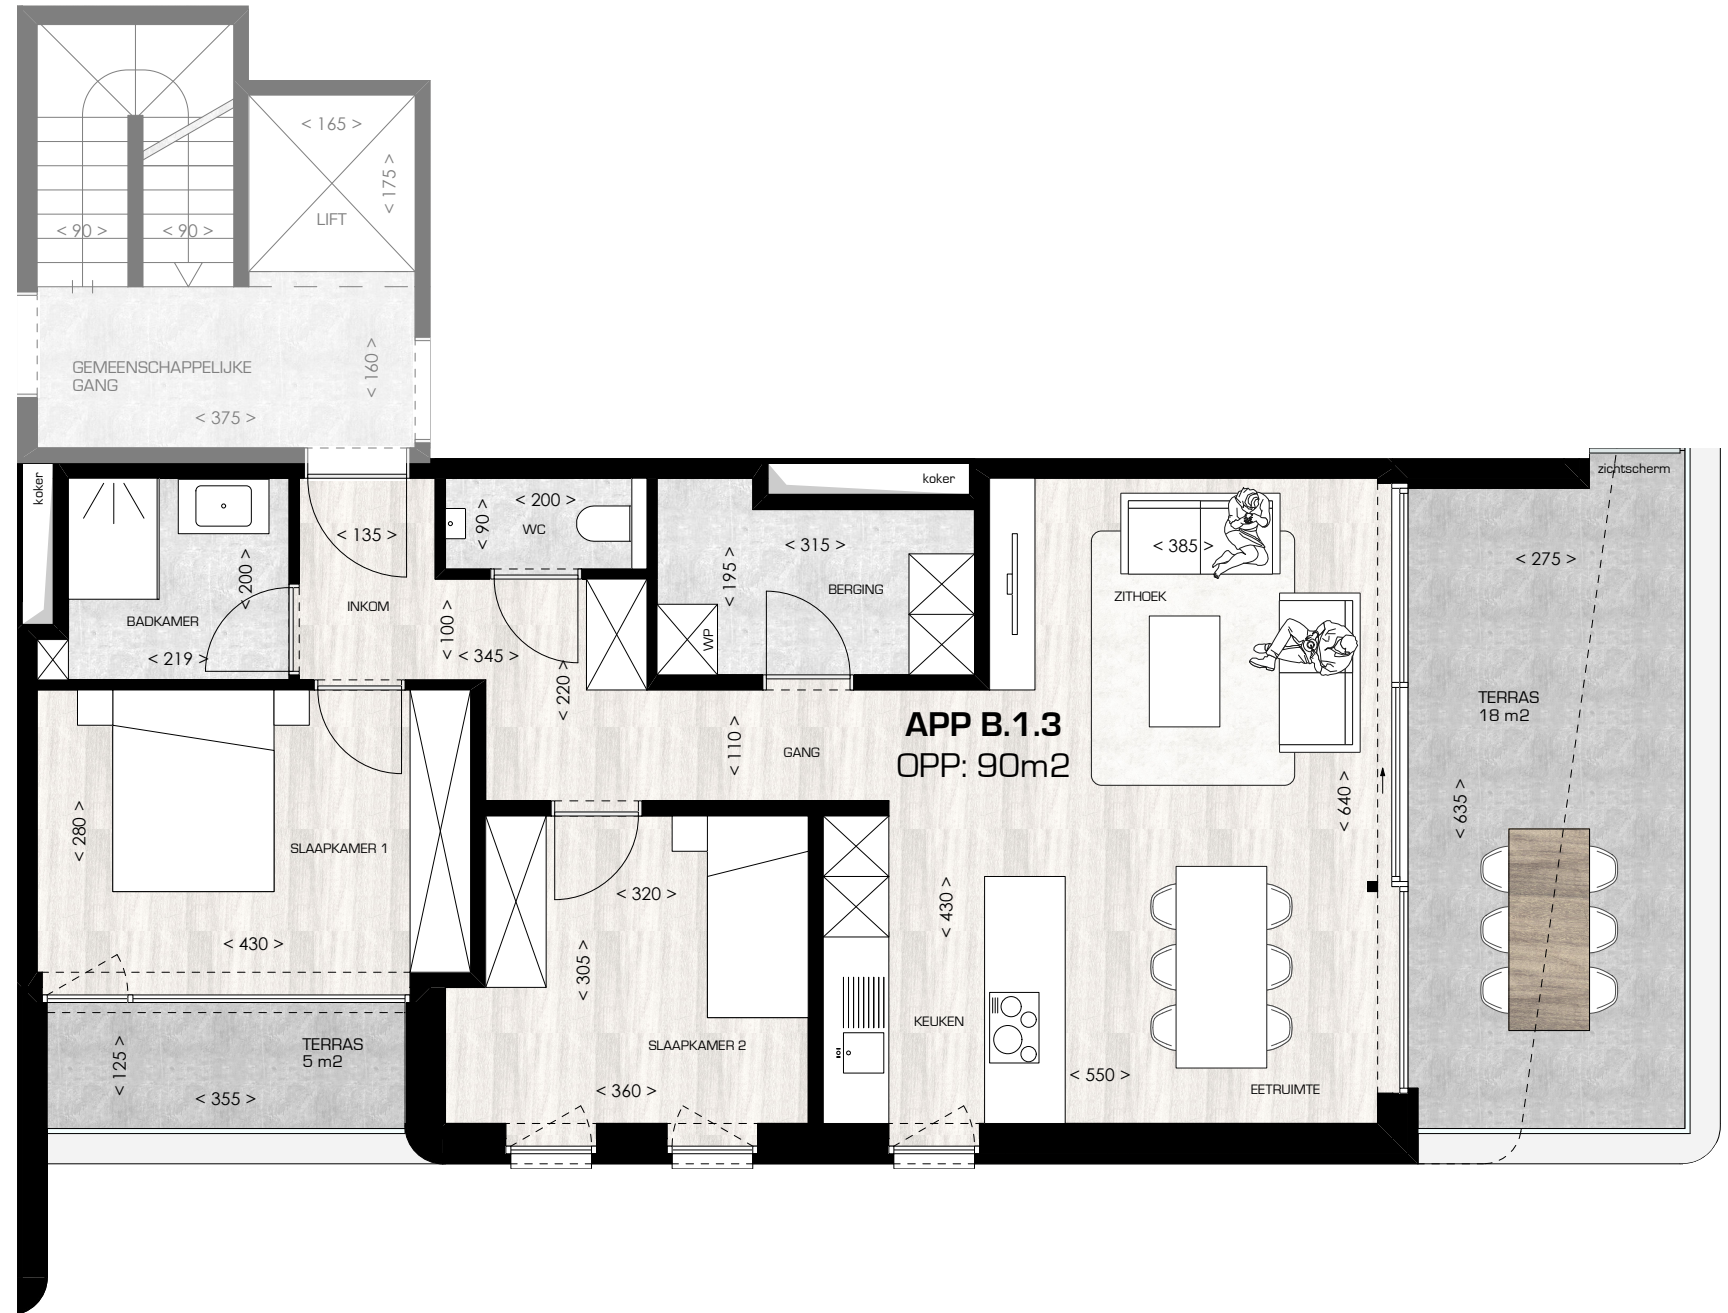 < 165 >
< 175 >
LIFT
< 90 >
< 90 >
GEMEENSCHAPPELIJKE
GANG
< 160 >
< 375 >
koker
koker
zichtscherm
< 200 >
BADKAMER
< 219 >
< 135 >
INKOM
< 100 >
< 345 >
< 90 >
< 200 >
WC
< 220 >
< 195 >
< 315 >
BERGING
WP
< 385 >
ZITHOEK
< 275 >
TERRAS
18 m2
< 110 >
GANG
APP B.1.3
OPP: 90m2
< 640 >
< 635 >
< 280 >
SLAAPKAMER 1
< 430 >
< 320 >
< 305 >
SLAAPKAMER 2
< 360 >
< 430 >
KEUKEN
< 550 >
EETRUIMTE
< 125 >
TERRAS
5 m2
< 355 >